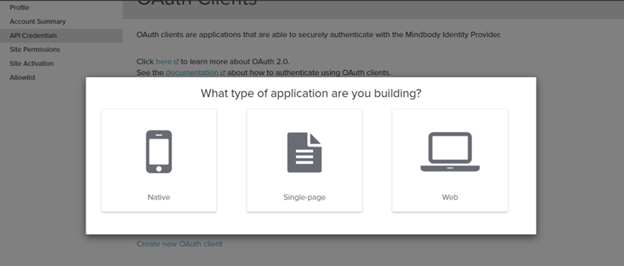 OAuth Clients
Profile
Account Summary
API Credentials
Site Permissions
Site Activation
Allowlist
OAuth clients are applications that are able to securely authenticate with the Mindbody Identity Provider.
Click here to learn more about OAuth 2.0.
See the documentation about how to authenticate using OAuth clients.
What type of application are you building?
Native
Single-page
Web
Create new OAuth client